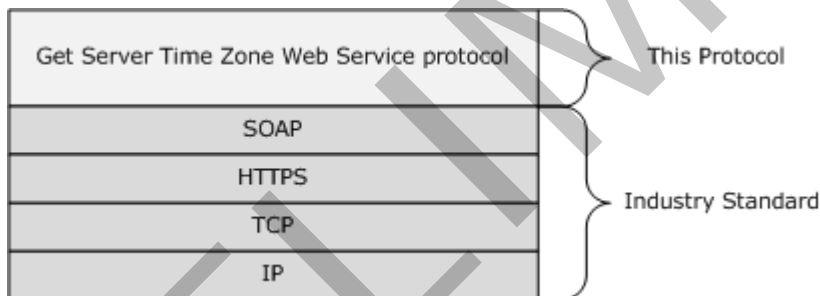 Get Server Time Zone Web Service protocol
This Protocol
SOAP
HTTPS
TCP
IP
Industry Standard